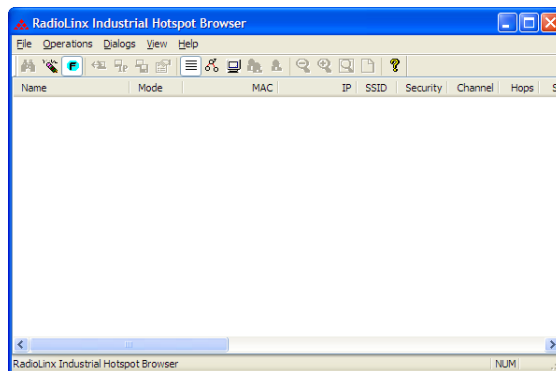 RadioLinx Industrial Hotspot Browser
File Operations Dialogs View Help
Name Mode MAC IP SSID Security Channel Hops S
RadioLinx Industrial Hotspot Browser NUM